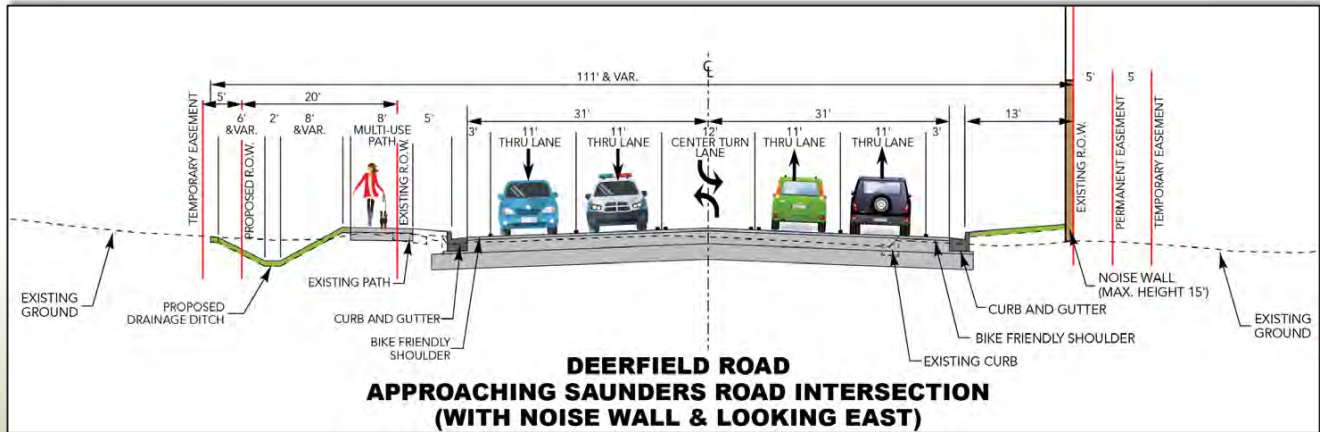 ℄
111' & VAR.
5'
20'
6'
&VAR.
2'
8'
&VAR.
8'
MULTI-USE
PATH
5'
31'
31'
13'
5'
5
3'
11'
THRU LANE
11'
THRU LANE
12'
CENTER TURN
LANE
11'
THRU LANE
11'
THRU LANE
3'
TEMPORARY EASEMENT
PROPOSED R.O.W.
EXISTING R.O.W.
EXISTING R.O.W.
PERMANENT EASEMENT
TEMPORARY EASEMENT
EXISTING
GROUND
PROPOSED
DRAINAGE DITCH
EXISTING PATH
CURB AND GUTTER
BIKE FRIENDLY
SHOULDER
NOISE WALL
(MAX. HEIGHT 15')
CURB AND GUTTER
BIKE FRIENDLY SHOULDER
EXISTING CURB
EXISTING
GROUND
DEERFIELD ROAD
APPROACHING SAUNDERS ROAD INTERSECTION
(WITH NOISE WALL & LOOKING EAST)